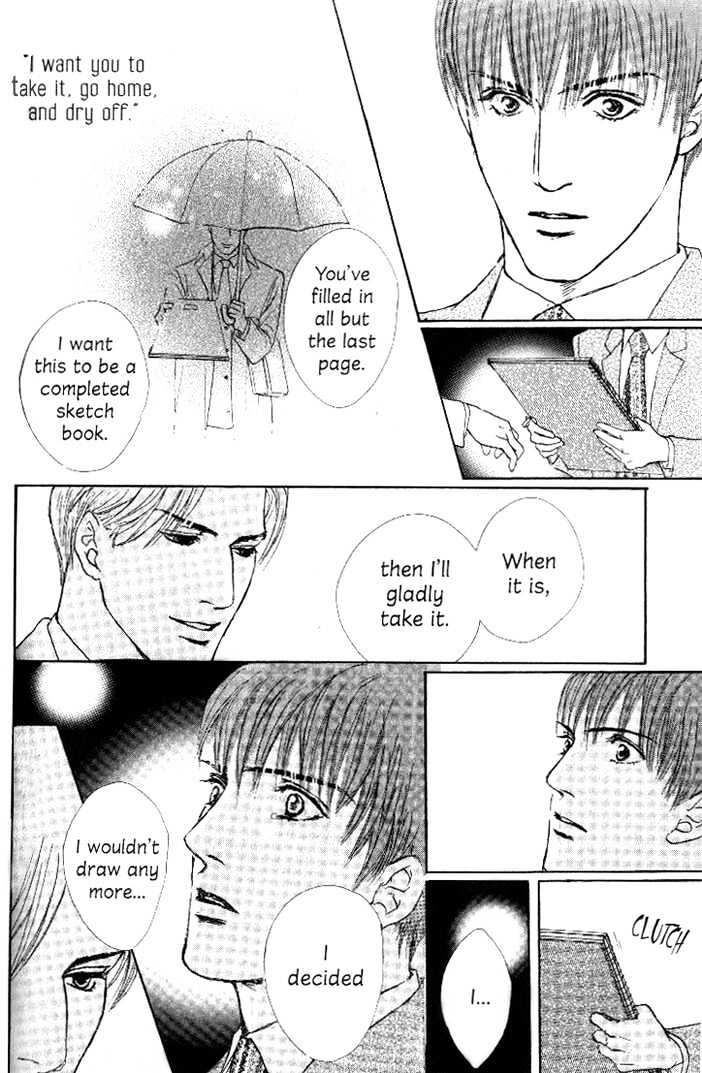 "I want you to
take it, go home,
and dry off."
You've
filled in
all but
the last
page.
I want
this to be a
completed
sketch
book.
When
it is,
then I'll
gladly
take it.
CLUTCH
I...
I
decided
I wouldn't
draw any
more...